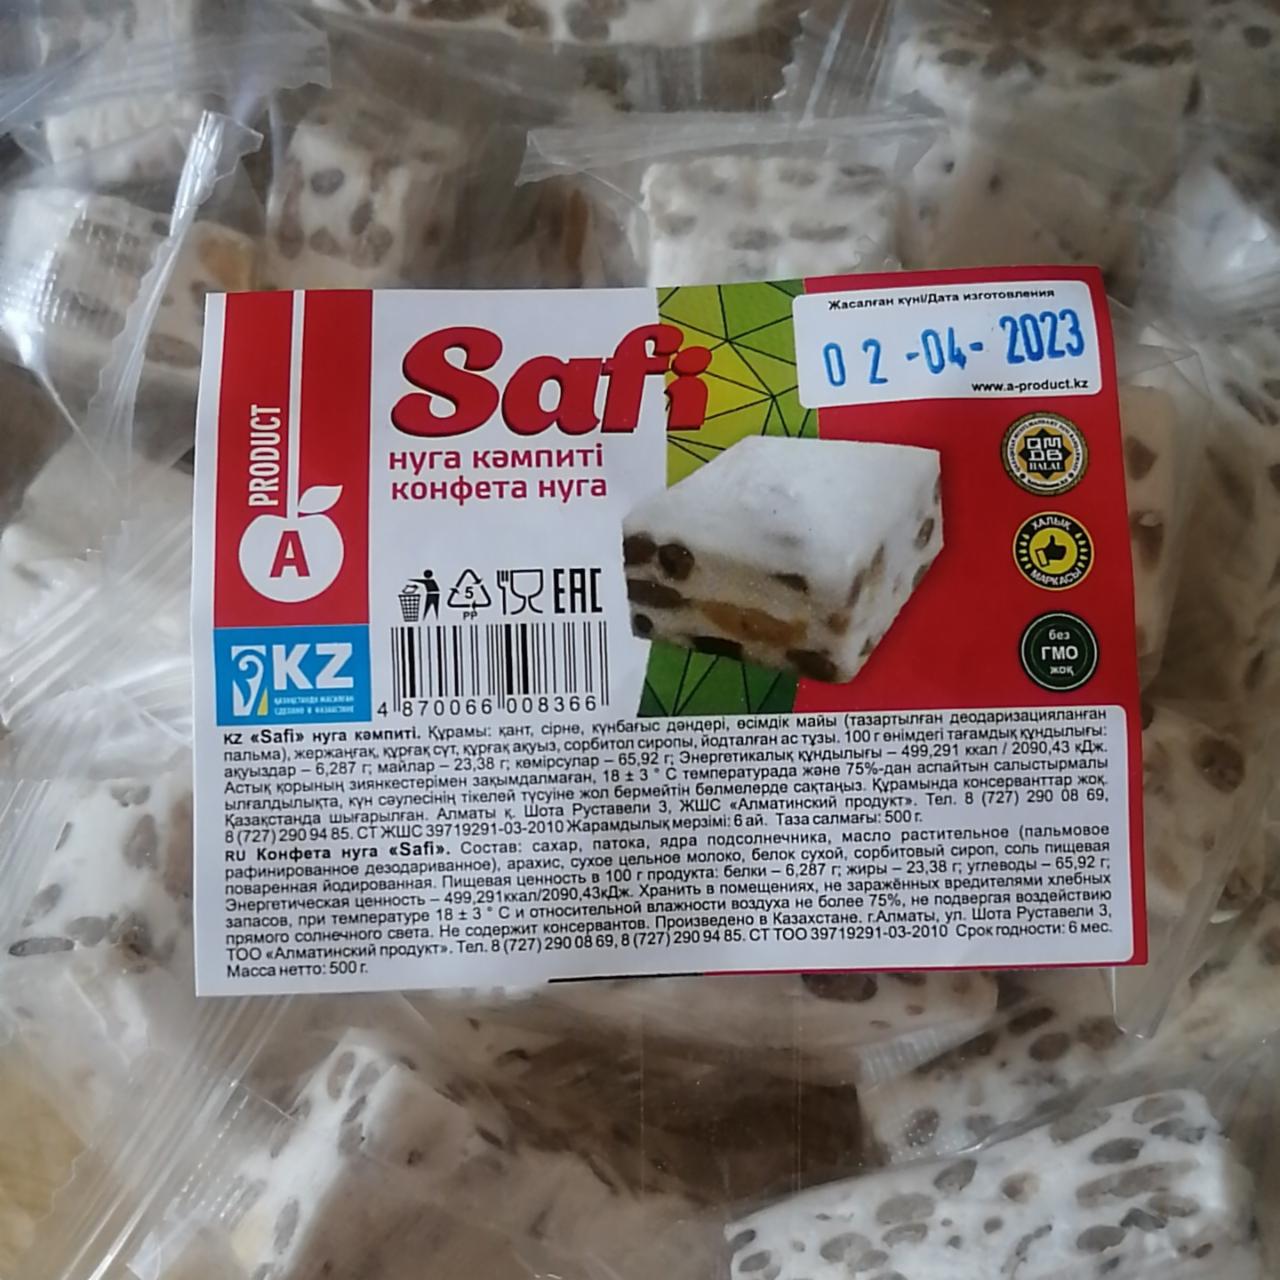 Жасалған күні/Дата изготовления
02-04-2023
www.a-product.kz
PRODUCT
A
Safi
нуга кәмпиті
конфета нуга
QMDB
HALAL
ХАЛЫҚ
МАРКАСЫ
без
ГМО
жоқ
5
PP
EAC
KZ
ҚАЗАҚСТАНДА ЖАСАЛҒАН
СДЕЛАНО В КАЗАХСТАНЕ
4 870066 008366
KZ «Safi» нуга кәмпиті. Құрамы: қант, сірне, күнбағыс дәндері, өсімдік майы (тазартылған деодаризацияланған
пальма), жержаңғақ, құрғақ сүт, құрғақ ақуыз, сорбитол сиропы, йодталған ас тұзы. 100 г өнімдегі тағамдық құндылығы:
ақуыздар – 6,287 г; майлар – 23,38 г; көмірсулар – 65,92 г; Энергетикалық құндылығы – 499,291 ккал / 2090,43 кДж.
Астық қорының зиянкестерімен зақымдалмаған, 18 ± 3 ° С температурада және 75%-дан аспайтын салыстырмалы
ылғалдылықта, күн сәулесінің тікелей түсуіне жол бермейтін бөлмелерде сақтаңыз. Құрамында консерванттар жоқ.
Қазақстанда шығарылған. Алматы қ. Шота Руставели 3, ЖШС «Алматинский продукт». Тел. 8 (727) 290 08 69,
8 (727) 290 94 85. СТ ЖШС 39719291-03-2010 Жарамдылық мерзімі: 6 ай. Таза салмағы: 500 г.
RU Конфета нуга «Safi». Состав: сахар, патока, ядра подсолнечника, масло растительное (пальмовое
рафинированное дезодариванное), арахис, сухое цельное молоко, белок сухой, сорбитовый сироп, соль пищевая
поваренная йодированная. Пищевая ценность в 100 г продукта: белки – 6,287 г; жиры – 23,38 г; углеводы – 65,92 г;
Энергетическая ценность – 499,291ккал/2090,43кДж. Хранить в помещениях, не заражённых вредителями хлебных
запасов, при температуре 18 ± 3 ° С и относительной влажности воздуха не более 75%, не подвергая воздействию
прямого солнечного света. Не содержит консервантов. Произведено в Казахстане. г.Алматы, ул. Шота Руставели 3,
ТОО «Алматинский продукт». Тел. 8 (727) 290 08 69, 8 (727) 290 94 85. СТ ТОО 39719291-03-2010 Срок годности: 6 мес.
Масса нетто: 500 г.